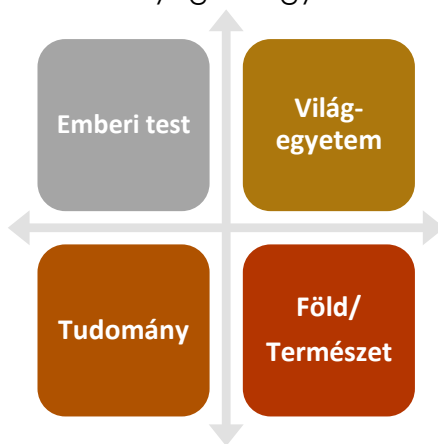 Emberi test
Világ-
egyetem
Tudomány
Föld/
Természet